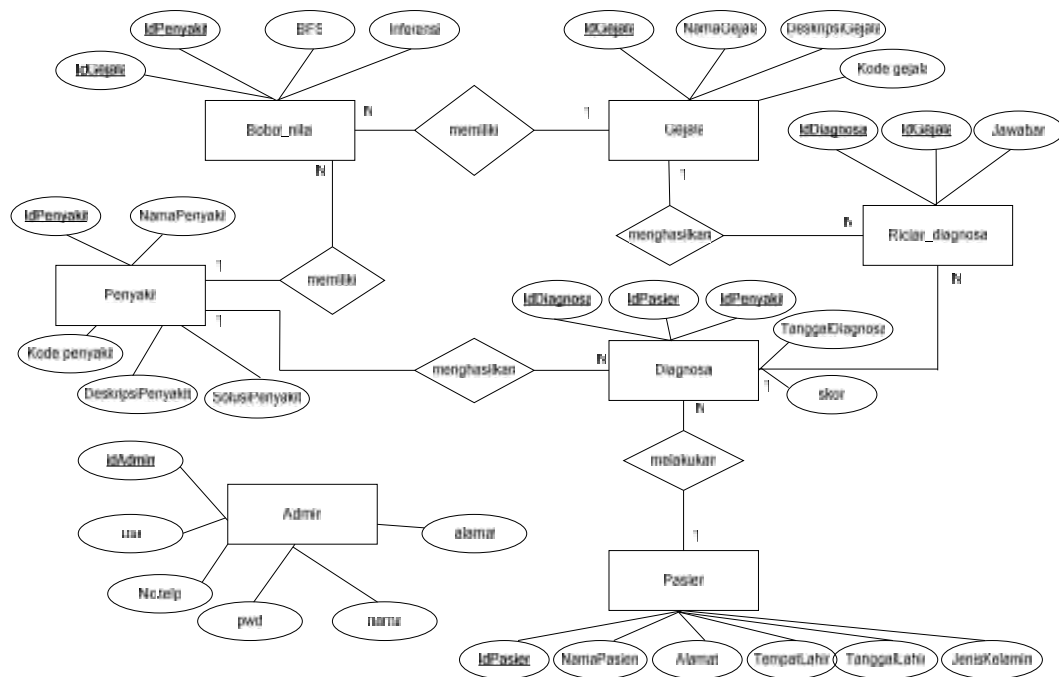 IdPenyakit
BFS
Inferensi
IdGejala
NamaGejala
DeskripsiGejala
IdGejala
Kode gejala
Bobot_nilai
N
memiliki
1
Gejala
IdDiagnosa
IdGejala
Jawaban
N
1
IdPenyakit
NamaPenyakit
menghasilkan
N
Rician_diagnosa
1
memiliki
N
Penyakit
1
IdDiagnosa
IdPasien
IdPenyakit
TanggalDiagnosa
Kode penyakit
menghasilkan
N
Diagnosa
1
DeskripsiPenyakit
SolusiPenyakit
skor
N
melakukan
idAdmin
Admin
alamat
1
No.telp
Pasien
pwd
nama
IdPasien
NamaPasien
Alamat
TempatLahir
TanggalLahir
JenisKelamin